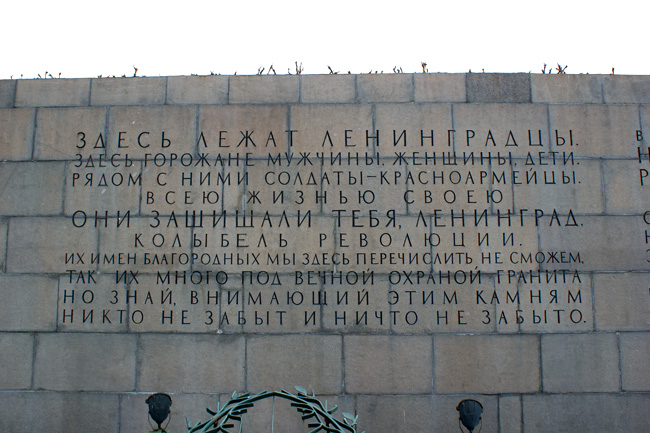 ЗДЕСЬ ЛЕЖАТ ЛЕНИНГРАДЦЫ.
ЗДЕСЬ ГОРОЖАНЕ МУЖЧИНЫ, ЖЕНЩИНЫ, ДЕТИ.
РЯДОМ С НИМИ СОЛДАТЫ-КРАСНОАРМЕЙЦЫ.
ВСЕЮ ЖИЗНЬЮ СВОЕЮ
ОНИ ЗАЩИЩАЛИ ТЕБЯ, ЛЕНИНГРАД,
КОЛЫБЕЛЬ РЕВОЛЮЦИИ.
ИХ ИМЕН БЛАГОРОДНЫХ МЫ ЗДЕСЬ ПЕРЕЧИСЛИТЬ НЕ СМОЖЕМ,
ТАК ИХ МНОГО ПОД ВЕЧНОЙ ОХРАНОЙ ГРАНИТА
НО ЗНАЙ, ВНИМАЮЩИЙ ЭТИМ КАМНЯМ
НИКТО НЕ ЗАБЫТ И НИЧТО НЕ ЗАБЫТО.